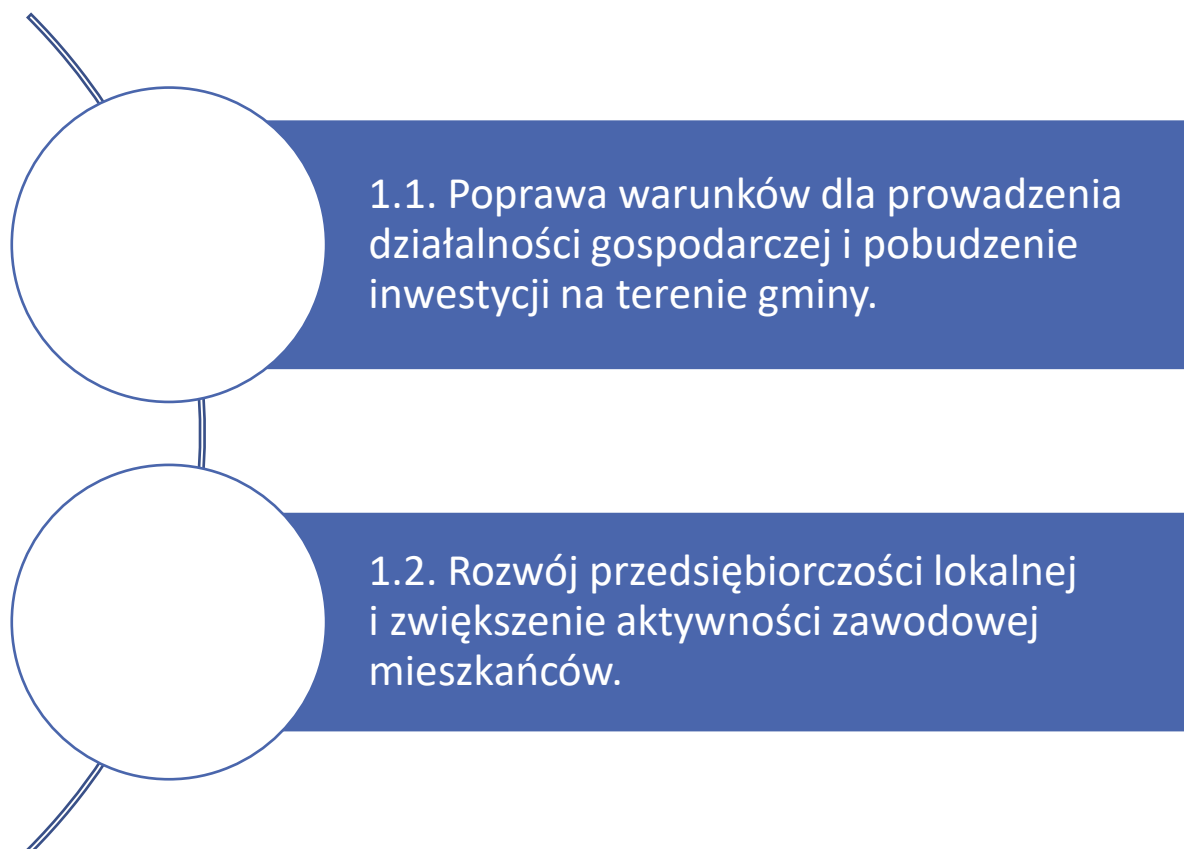 1.1. Poprawa warunków dla prowadzenia
działalności gospodarczej i pobudzenie
inwestycji na terenie gminy.
1.2. Rozwój przedsiębiorczości lokalnej
i zwiększenie aktywności zawodowej
mieszkańców.